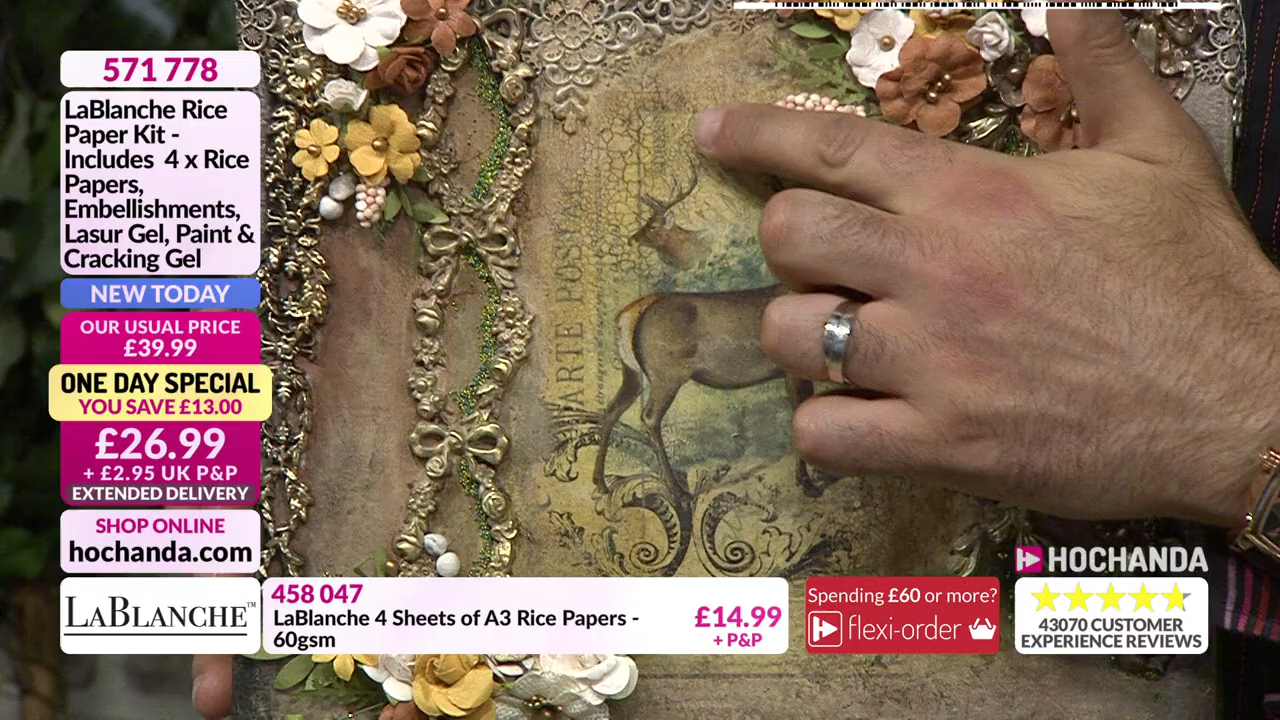 571 778
LaBlanche Rice
Paper Kit -
Includes 4 x Rice
Papers,
Embellishments,
Lasur Gel, Paint &
Cracking Gel
NEW TODAY
OUR USUAL PRICE
£39.99
ONE DAY SPECIAL
YOU SAVE £13.00
£26.99
+ £2.95 UK P&P
EXTENDED DELIVERY
SHOP ONLINE
hochanda.com
LABLANCHE™
458 047
LaBlanche 4 Sheets of A3 Rice Papers -
60gsm
£14.99
+ P&P
Spending £60 or more?
flexi-order
HOCHANDA
43070 CUSTOMER
EXPERIENCE REVIEWS